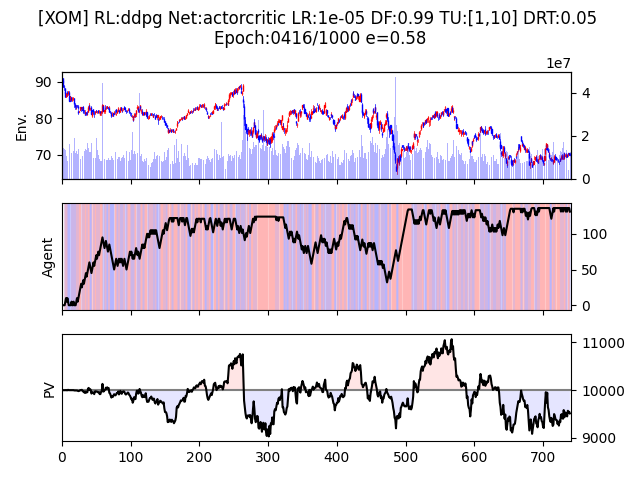 [XOM] RL:ddpg Net:actorcritic LR:1e-05 DF:0.99 TU:[1,10] DRT:0.05
Epoch:0416/1000 e=0.58
1e7
90
80
70
Env.
4
2
0
Agent
100
50
0
PV
11000
10000
9000
0 100 200 300 400 500 600 700